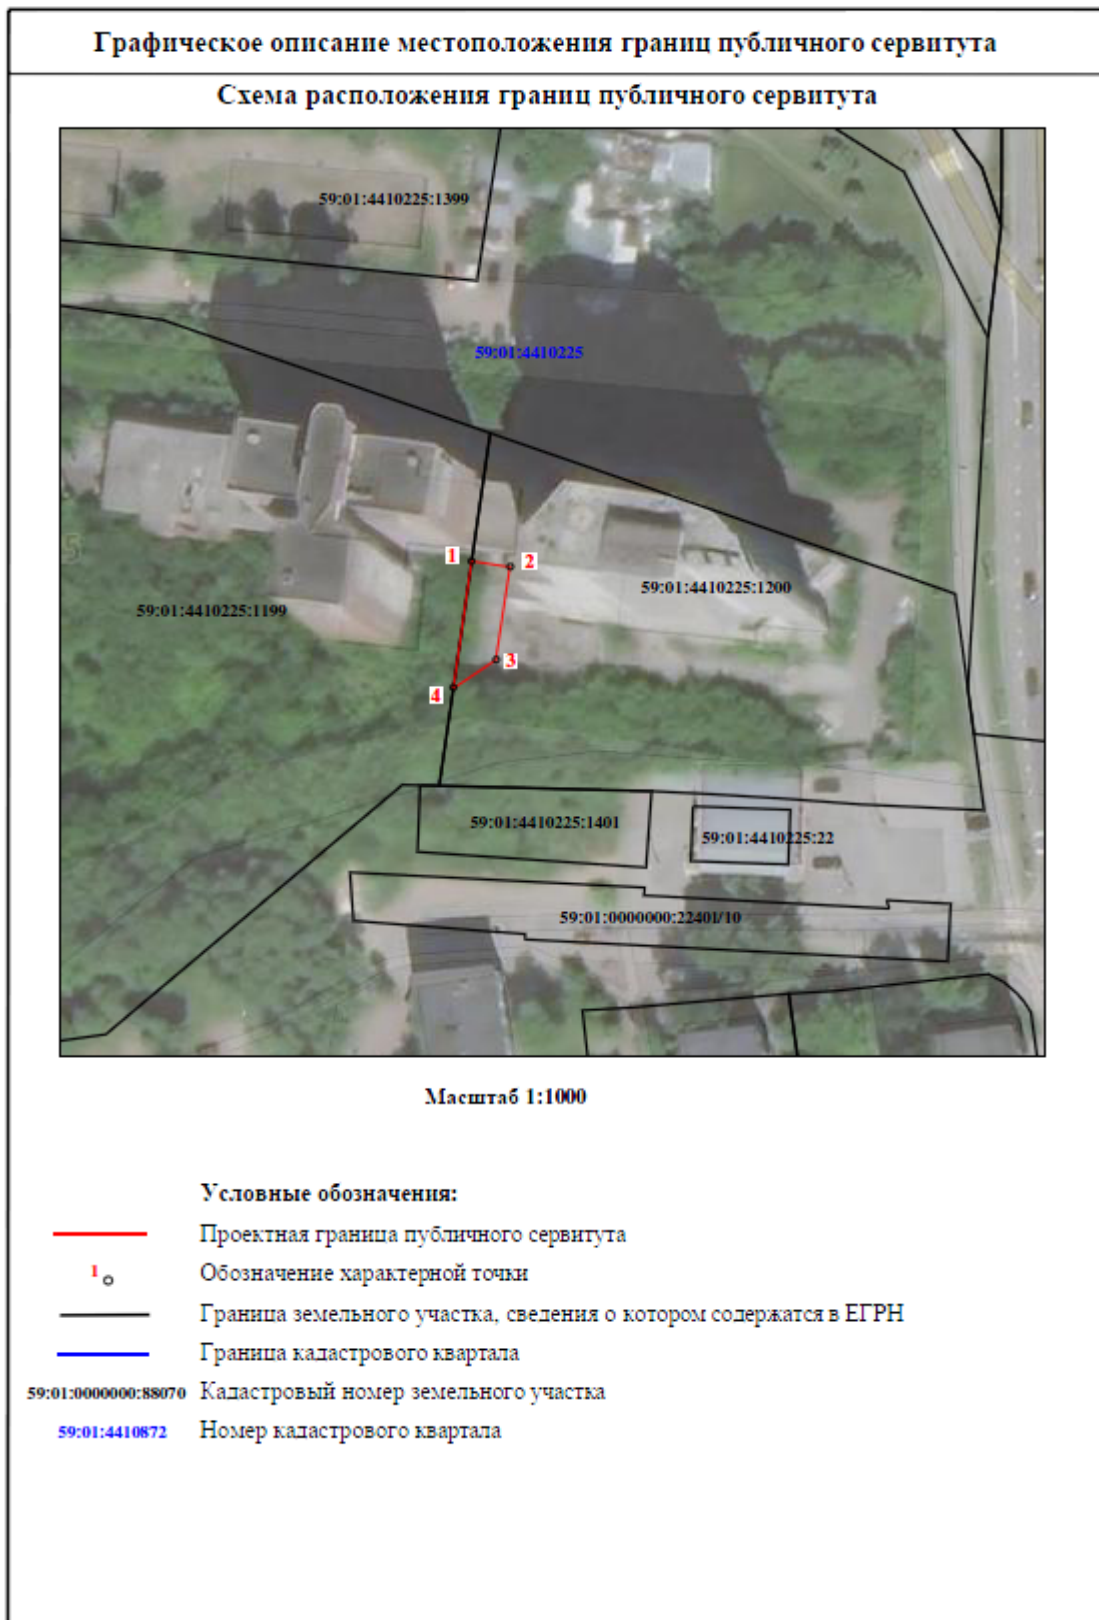 Графическое описание местоположения границ публичного сервитута
Схема расположения границ публичного сервитута
59:01:4410225:1399
59:01:4410225
5
1
2
59:01:4410225:1200
59:01:4410225:1199
3
4
59:01:4410225:1401
59:01:4410225:22
59:01:0000000:22401/10
Масштаб 1:1000
Условные обозначения:
Проектная граница публичного сервитута
1
Обозначение характерной точки
Граница земельного участка, сведения о котором содержатся в ЕГРН
Граница кадастрового квартала
59:01:0000000:88070 Кадастровый номер земельного участка
59:01:4410872 Номер кадастрового квартала